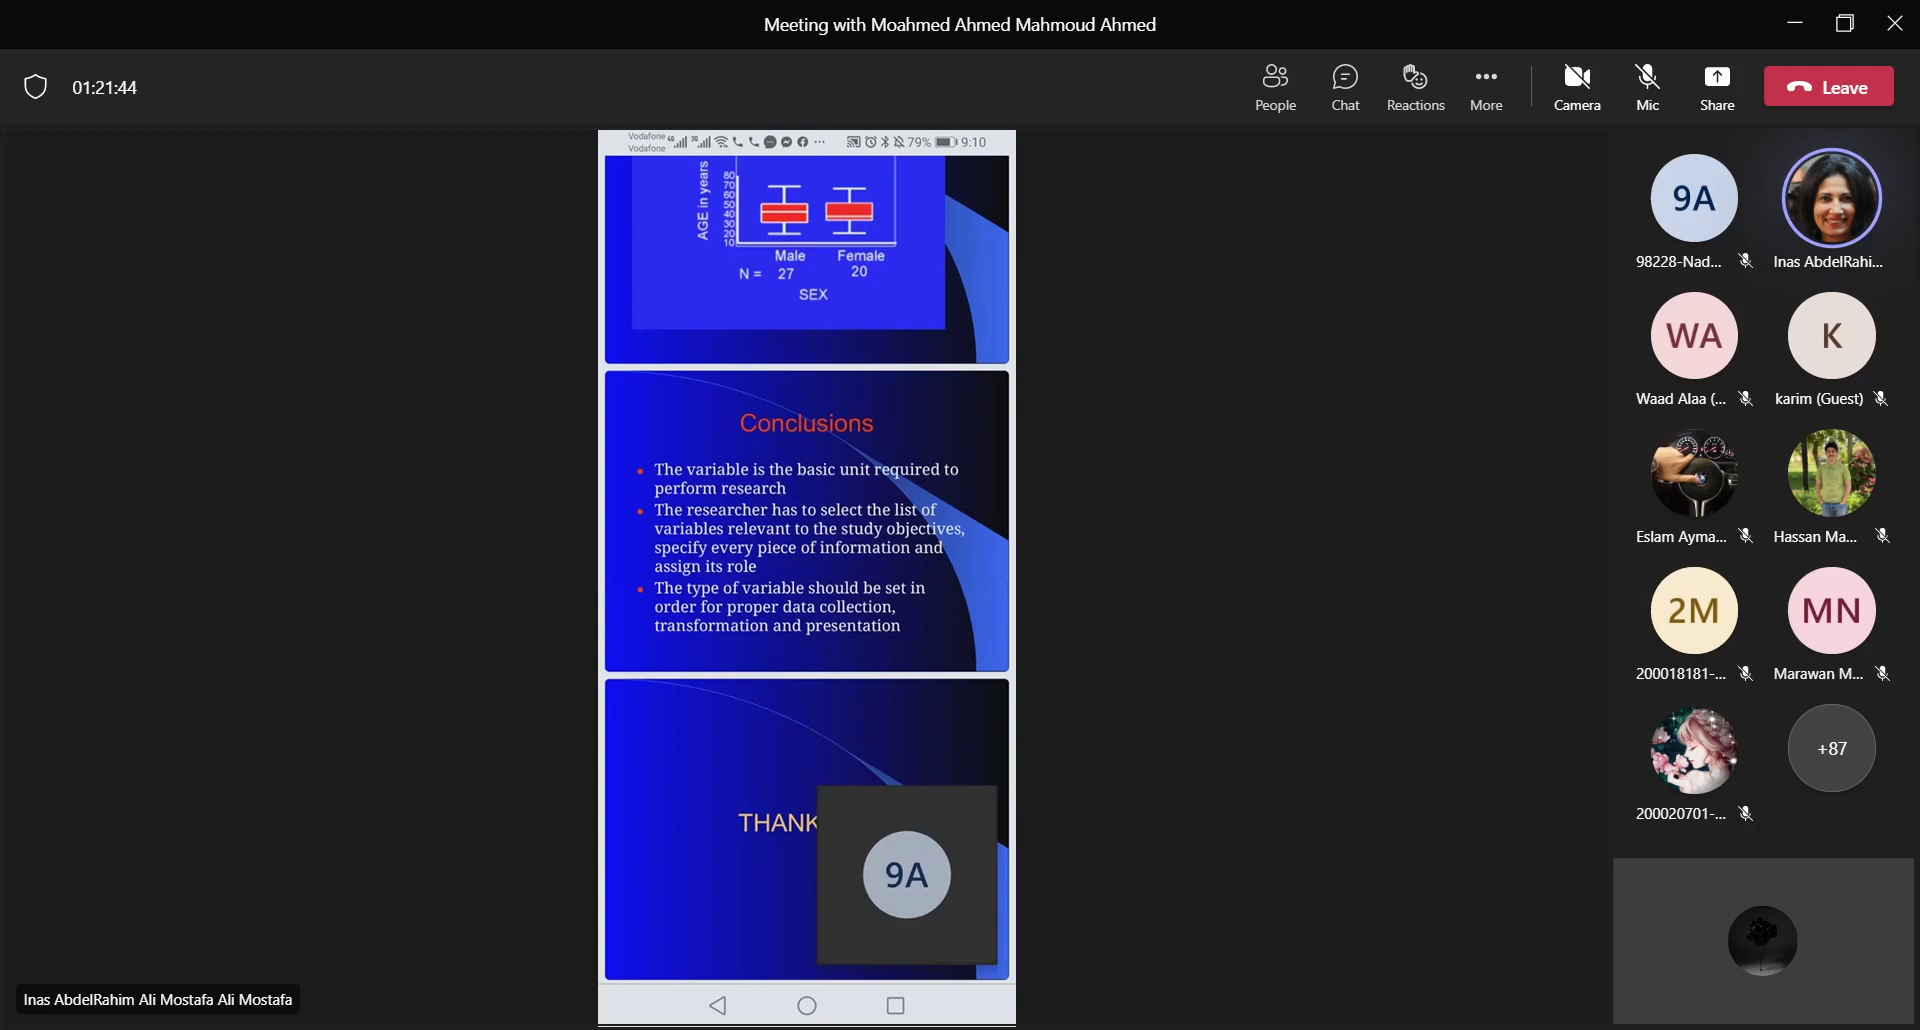 Meeting with Moahmed Ahmed Mahmoud Ahmed
01:21:44
People
Chat
Reactions
More
Camera
Mic
Share
Leave
Vodafone 4G 3G 79% 9:10
Vodafone
AGE in years
80
70
60
50
40
30
20
10
Male Female
N = 27 20
SEX
Conclusions
• The variable is the basic unit required to
perform research
• The researcher has to select the list of
variables relevant to the study objectives,
specify every piece of information and
assign its role
• The type of variable should be set in
order for proper data collection,
transformation and presentation
THANK
9A
Inas AbdelRahim Ali Mostafa Ali Mostafa
9A
98228-Nad...
Inas AbdelRahi...
WA
Waad Alaa (...
K
karim (Guest)
Eslam Ayma...
Hassan Ma...
2M
200018181-...
MN
Marawan M...
200020701-...
+87